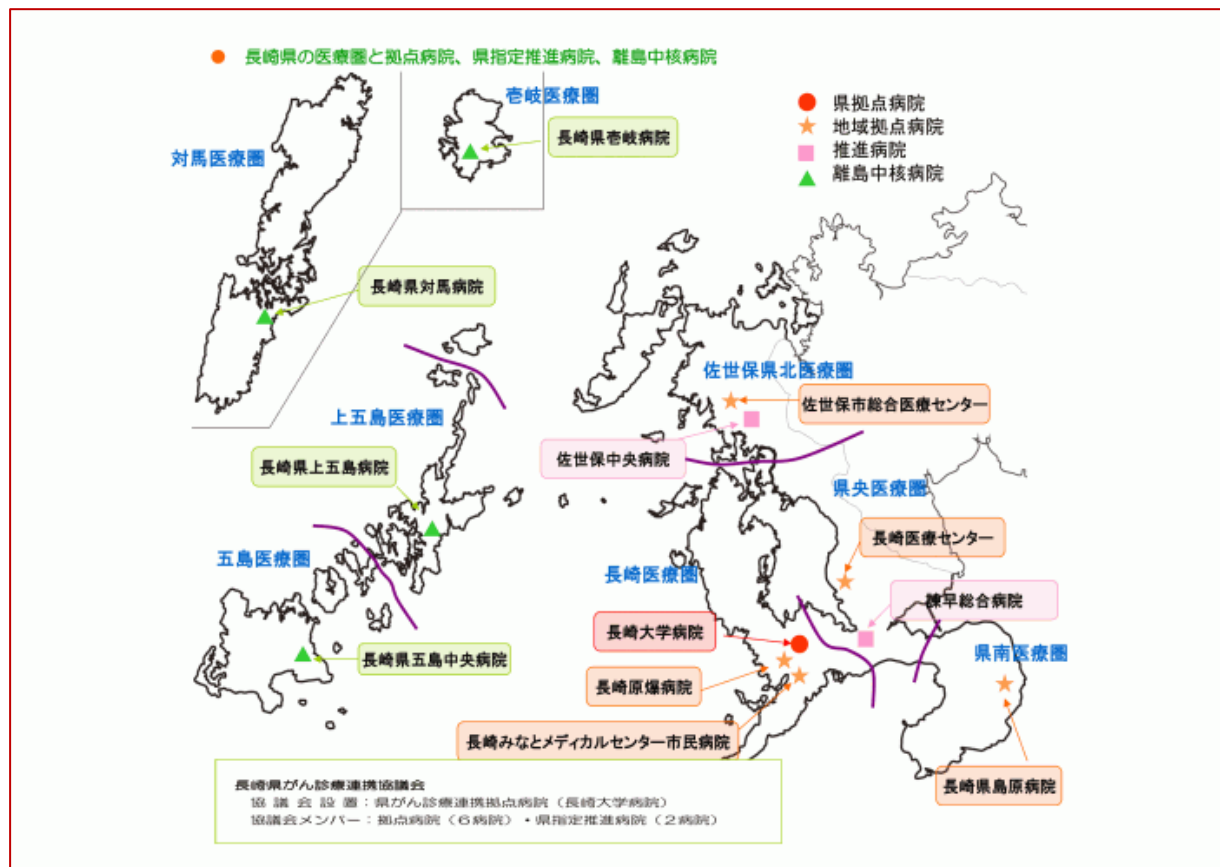 長崎県の医療圏と拠点病院、県指定推進病院、離島中核病院
壱岐医療圏
長崎県壱岐病院
対馬医療圏
県拠点病院
地域拠点病院
推進病院
離島中核病院
長崎県対馬病院
佐世保県北医療圏
佐世保市総合医療センター
上五島医療圏
佐世保中央病院
長崎県上五島病院
県央医療圏
長崎医療センター
五島医療圏
長崎医療圏
諫早総合病院
長崎大学病院
県南医療圏
長崎県五島中央病院
長崎原爆病院
長崎みなとメディカルセンター市民病院
長崎県島原病院
長崎県がん診療連携協議会
協議会設置:県がん診療連携拠点病院(長崎大学病院)
協議会メンバー:拠点病院(6病院)・県指定推進病院(2病院)